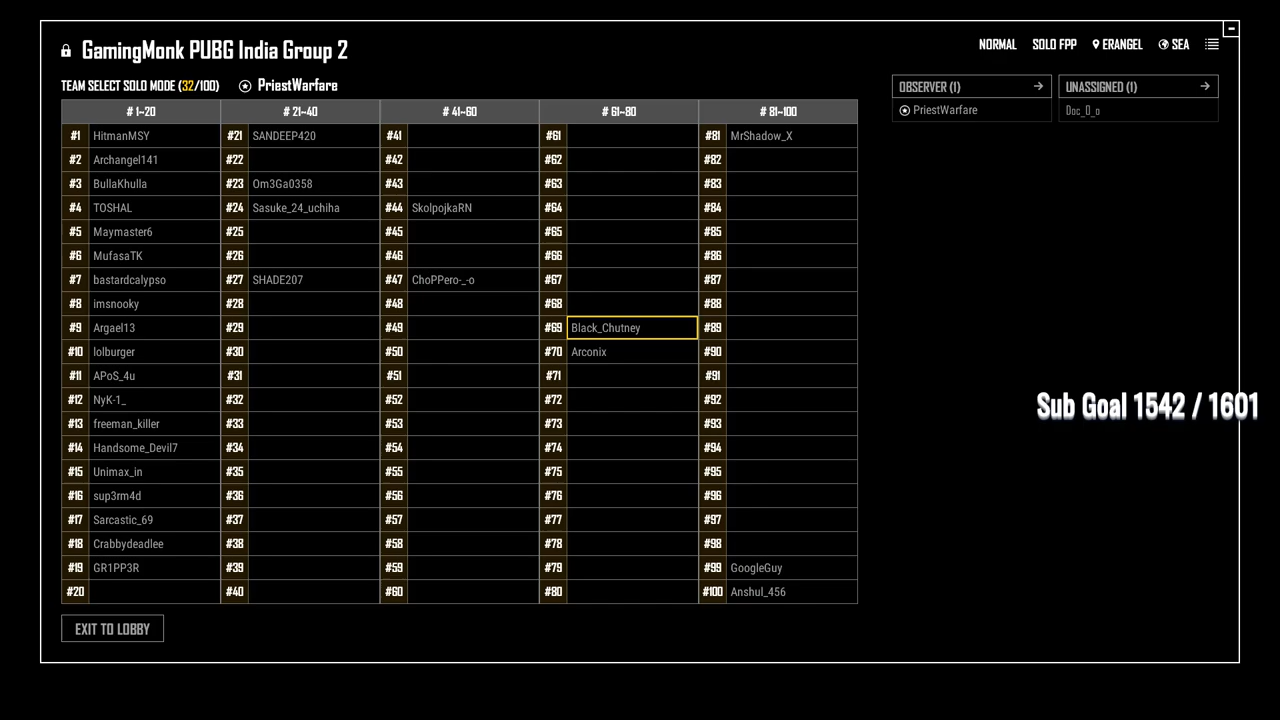 GamingMonk PUBG India Group 2
NORMAL SOLO FPP ERANGEL SEA
TEAM SELECT SOLO MODE (32/100) PriestWarfare
OBSERVER (1) UNASSIGNED (1)
PriestWarfare Doc_D_o
# 1~20 # 21~40 # 41~60 # 61~80 # 81~100
#1 HitmanMSY #21 SANDEEP420 #41 #61 #81 MrShadow_X
#2 Archangel141 #22 #42 #62 #82
#3 BullaKhulla #23 Om3Ga0358 #43 #63 #83
#4 TOSHAL #24 Sasuke_24_uchiha #44 SkolpojkaRN #64 #84
#5 Maymaster6 #25 #45 #65 #85
#6 MufasaTK #26 #46 #66 #86
#7 bastardcalypso #27 SHADE207 #47 ChoPPero-_-o #67 #87
#8 imsnooky #28 #48 #68 #88
#9 Argael13 #29 #49 #69 Black_Chutney #89
#10 lolburger #30 #50 #70 Arconix #90
#11 APoS_4u #31 #51 #71 #91
#12 NyK-1_ #32 #52 #72 #92
#13 freeman_killer #33 #53 #73 #93
#14 Handsome_Devil7 #34 #54 #74 #94
#15 Unimax_in #35 #55 #75 #95
#16 sup3rm4d #36 #56 #76 #96
#17 Sarcastic_69 #37 #57 #77 #97
#18 Crabbydeadlee #38 #58 #78 #98
#19 GR1PP3R #39 #59 #79 #99 GoogleGuy
#20 #40 #60 #80 #100 Anshul_456
Sub Goal 1542 / 1601
EXIT TO LOBBY